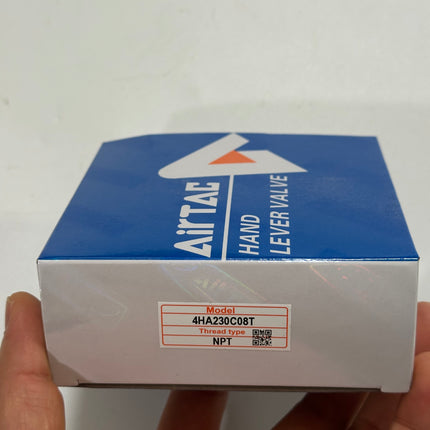 AirTAC
HAND
LEVER VALVE
Model
4HA230C08T
Thread type
NPT